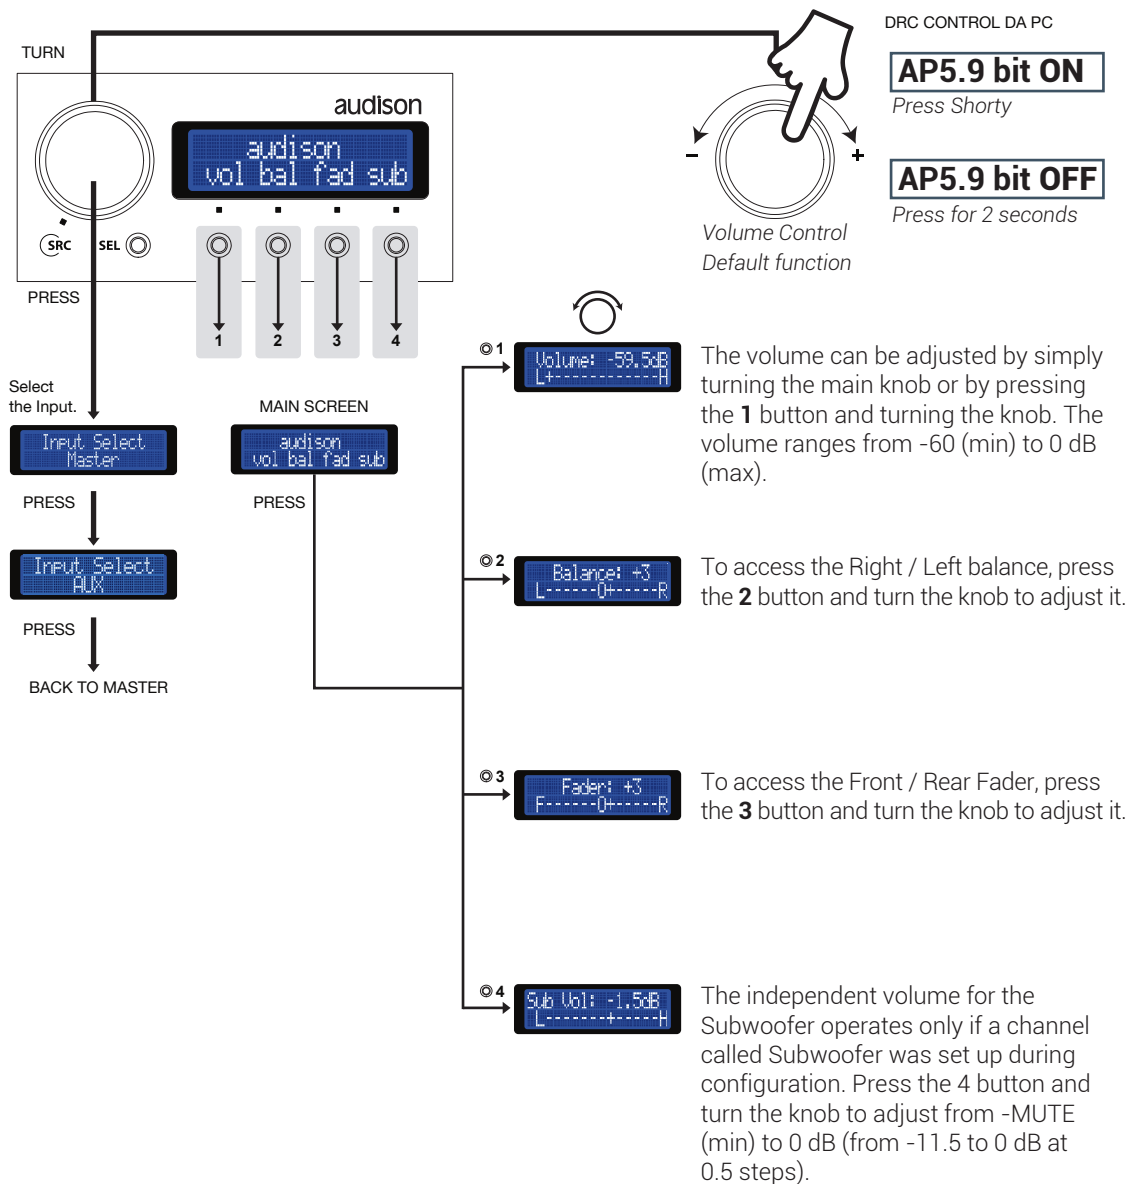 DRC CONTROL DA PC
TURN
AP5.9 bit ON
Press Shorty
audison
audison
vol bal fad sub
AP5.9 bit OFF
Press for 2 seconds
- +
Volume Control
Default function
SRC SEL
PRESS
1 2 3 4
Select
the Input.
Input Select
Master
PRESS
Input Select
AUX
PRESS
BACK TO MASTER
MAIN SCREEN
audison
vol bal fad sub
PRESS
1
Volume: -59.5dB
L+------------H
The volume can be adjusted by simply
turning the main knob or by pressing
the 1 button and turning the knob. The
volume ranges from -60 (min) to 0 dB
(max).
2
Balance: +3
L------0+-----R
To access the Right / Left balance, press
the 2 button and turn the knob to adjust it.
3
Fader: +3
F------0+-----R
To access the Front / Rear Fader, press
the 3 button and turn the knob to adjust it.
4
Sub Vol: -1.5dB
L-------+-----H
The independent volume for the
Subwoofer operates only if a channel
called Subwoofer was set up during
configuration. Press the 4 button and
turn the knob to adjust from -MUTE
(min) to 0 dB (from -11.5 to 0 dB at
0.5 steps).